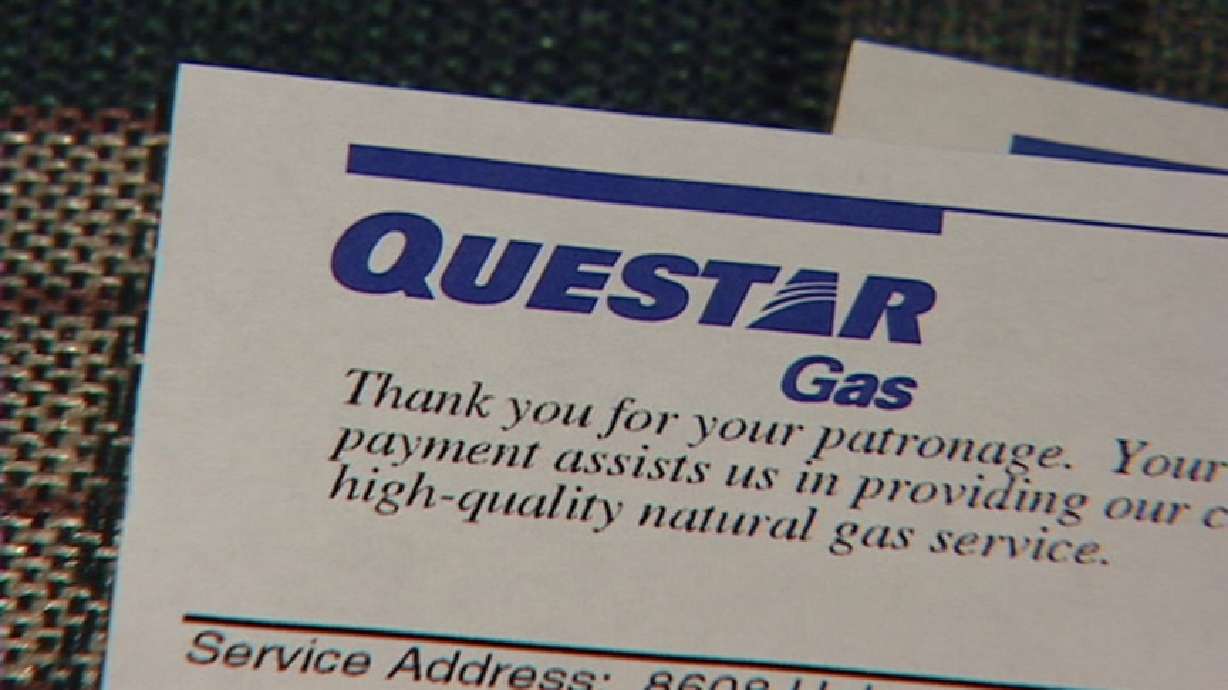 QUESTAR
Gas
Thank you for your patronage. Your
payment assists us in providing our c
high-quality natural gas service.
Service Address: 8608